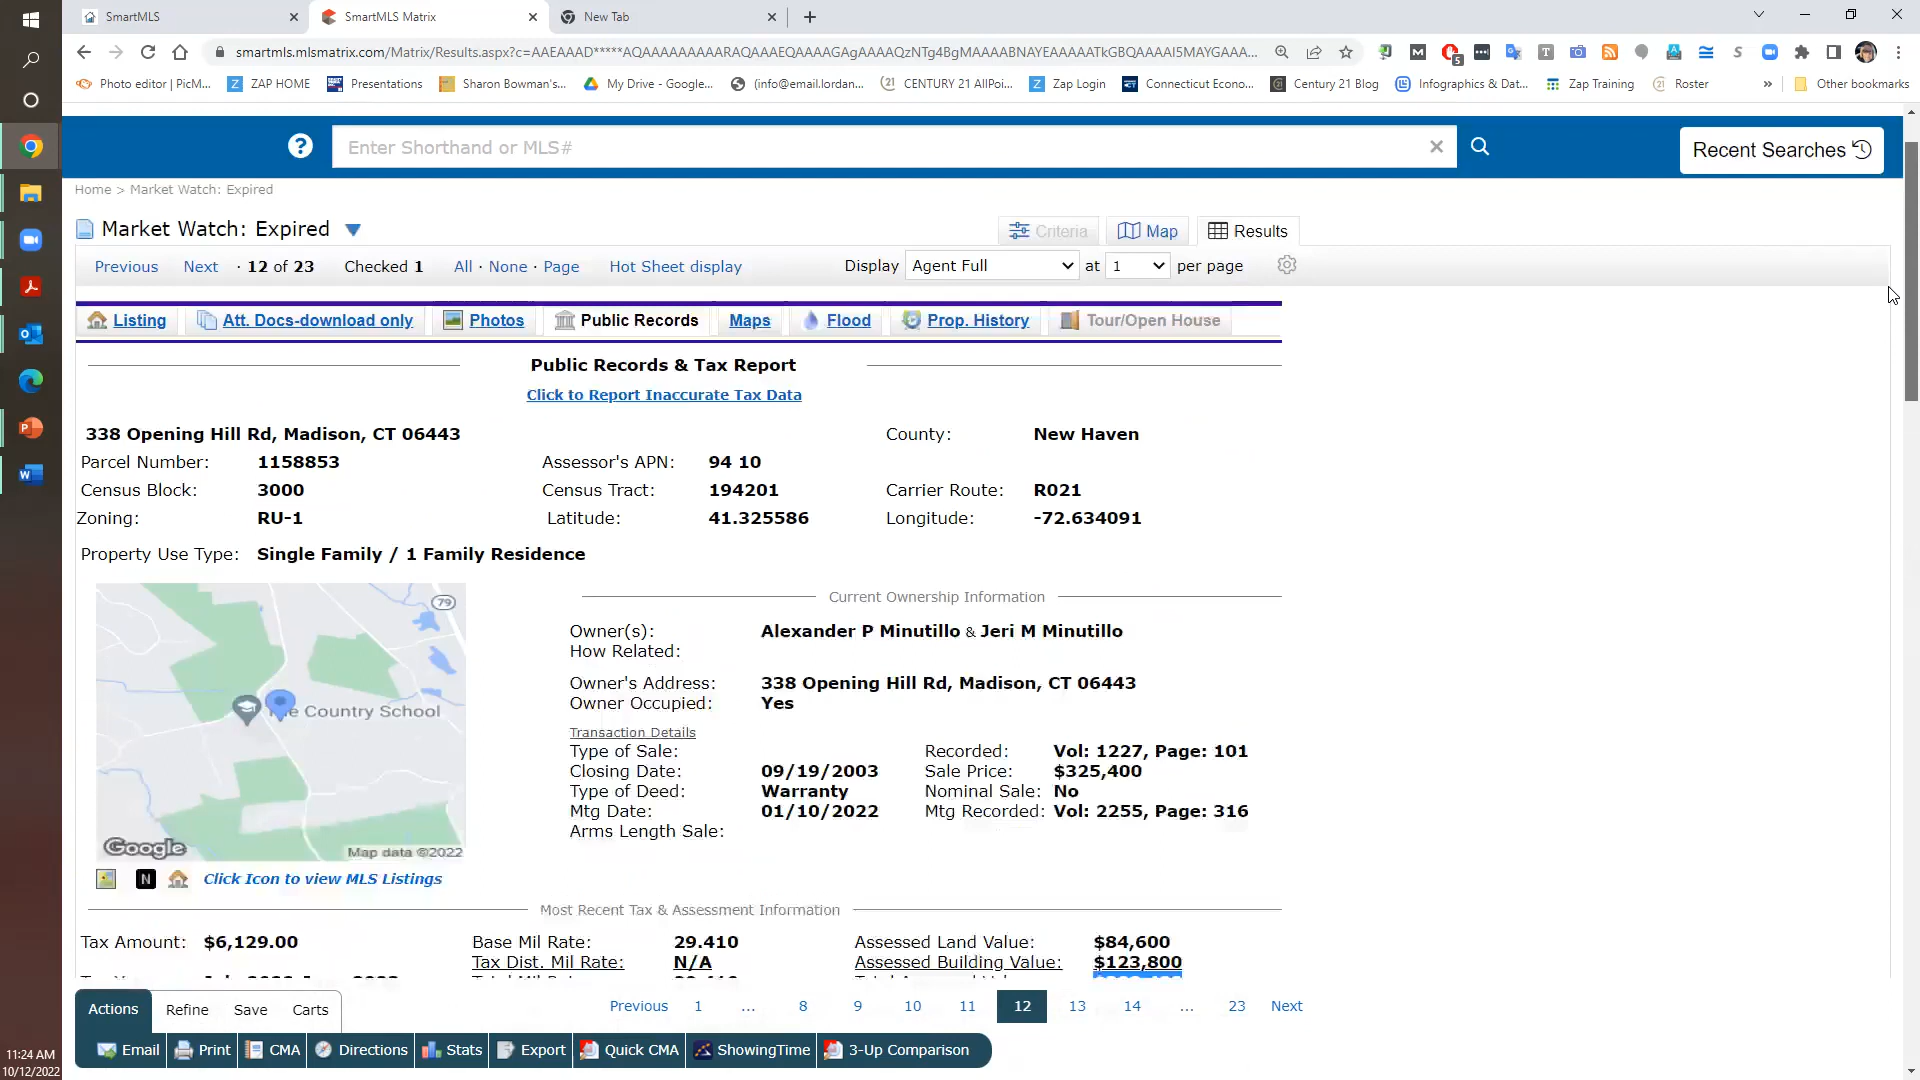 SmartMLS
SmartMLS Matrix
New Tab
smartmls.mlsmatrix.com/Matrix/Results.aspx?c=AAEAAAD*****AQAAAAAAAAARAQAAAEQAAAAGAgAAAAQzNTg4BgMAAAABNAYEAAAAATkGBQAAAAI5MAYGAAA...
Photo editor | PicM...
ZAP HOME
Presentations
Sharon Bowman's...
My Drive - Google...
(info@email.lordan...
CENTURY 21 AllPoi...
Zap Login
Connecticut Econo...
Century 21 Blog
Infographics & Dat...
Zap Training
Roster
»
Other bookmarks
Enter Shorthand or MLS#
Recent Searches
Home > Market Watch: Expired
Market Watch: Expired
Criteria
Map
Results
Previous Next · 12 of 23 Checked 1 All · None · Page Hot Sheet display
Display Agent Full at 1 per page
Listing
Att. Docs-download only
Photos
Public Records
Maps
Flood
Prop. History
Tour/Open House
Public Records & Tax Report
Click to Report Inaccurate Tax Data
338 Opening Hill Rd, Madison, CT 06443 County: New Haven
Parcel Number: 1158853 Assessor's APN: 94 10
Census Block: 3000 Census Tract: 194201 Carrier Route: R021
Zoning: RU-1 Latitude: 41.325586 Longitude: -72.634091
Property Use Type: Single Family / 1 Family Residence
79
e Country School
Google
Map data ©2022
N
Click Icon to view MLS Listings
Current Ownership Information
Owner(s): Alexander P Minutillo & Jeri M Minutillo
How Related:
Owner's Address: 338 Opening Hill Rd, Madison, CT 06443
Owner Occupied: Yes
Transaction Details
Type of Sale: Recorded: Vol: 1227, Page: 101
Closing Date: 09/19/2003 Sale Price: $325,400
Type of Deed: Warranty Nominal Sale: No
Mtg Date: 01/10/2022 Mtg Recorded: Vol: 2255, Page: 316
Arms Length Sale:
Most Recent Tax & Assessment Information
Tax Amount: $6,129.00 Base Mil Rate: 29.410 Assessed Land Value: $84,600
Tax Dist. Mil Rate: N/A Assessed Building Value: $123,800
Actions Refine Save Carts
Previous 1 ... 8 9 10 11 12 13 14 ... 23 Next
Email Print CMA Directions Stats Export Quick CMA ShowingTime 3-Up Comparison
11:24 AM
10/12/2022